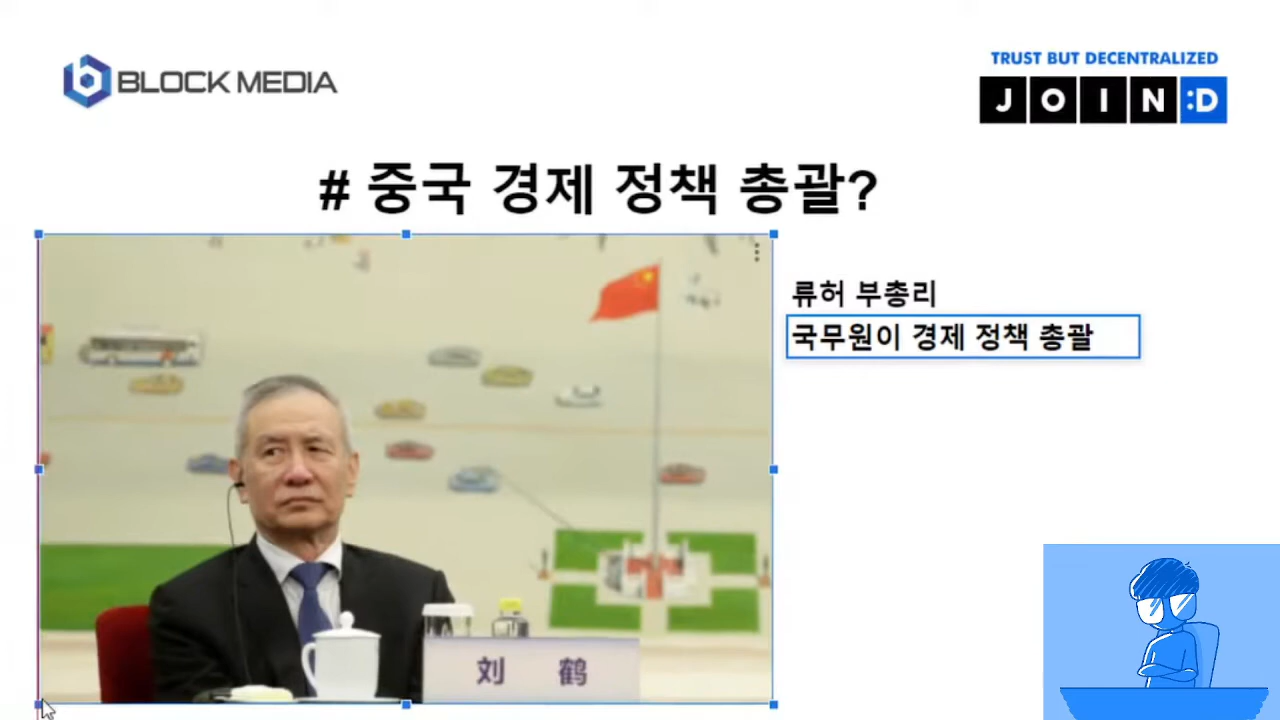 BLOCK MEDIA
TRUST BUT DECENTRALIZED
JOIN:D
# 중국 경제 정책 총괄?
류허 부총리
국무원이 경제 정책 총괄
刘 鹤